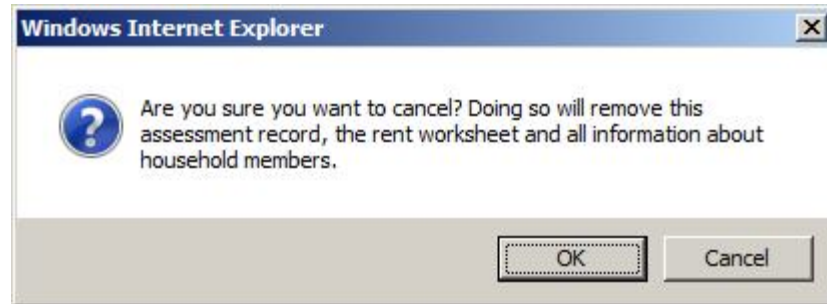 Windows Internet Explorer
Are you sure you want to cancel? Doing so will remove this
assessment record, the rent worksheet and all information about
household members.
OK Cancel